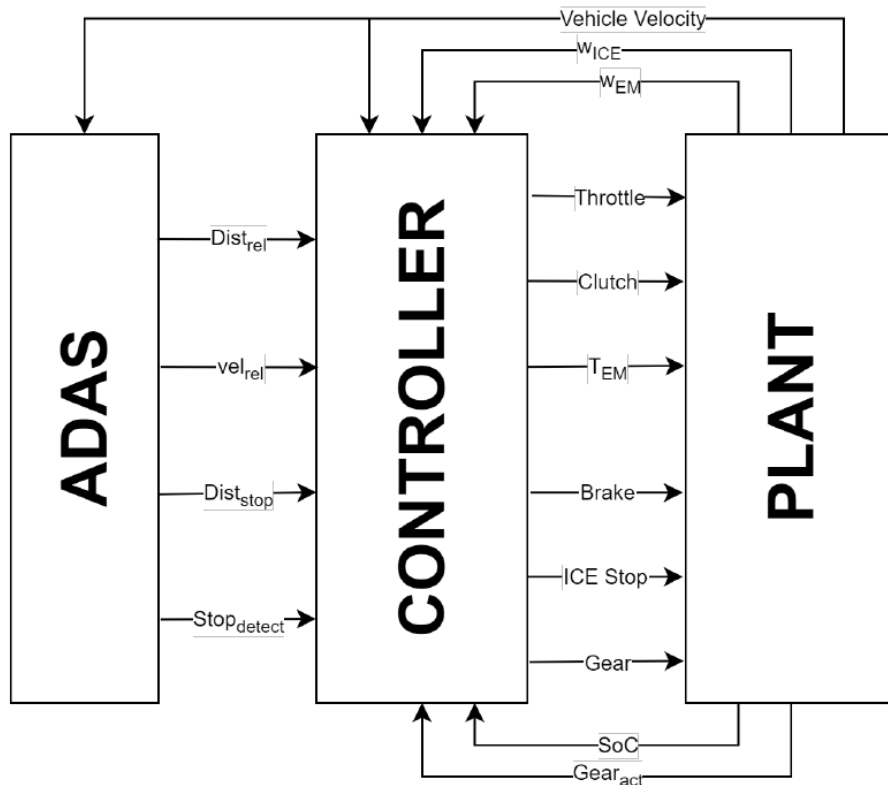 Vehicle Velocity
wICE
wEM
ADAS
Distrel
velrel
Diststop
Stopdetect
CONTROLLER
Throttle
Clutch
TEM
Brake
ICE Stop
Gear
PLANT
SoC
Gearact